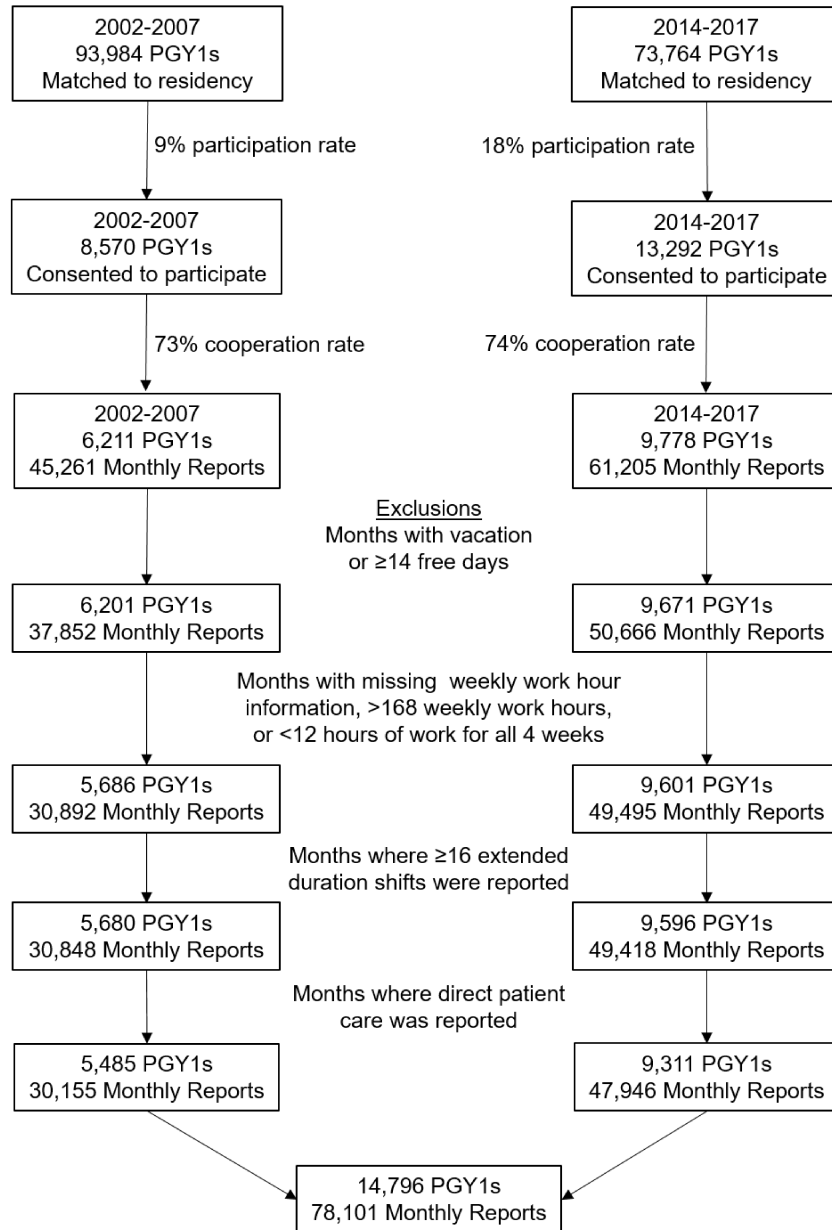 2002-2007
93,984 PGY1s
Matched to residency
2014-2017
73,764 PGY1s
Matched to residency
9% participation rate
18% participation rate
2002-2007
8,570 PGY1s
Consented to participate
2014-2017
13,292 PGY1s
Consented to participate
73% cooperation rate
74% cooperation rate
2002-2007
6,211 PGY1s
45,261 Monthly Reports
2014-2017
9,778 PGY1s
61,205 Monthly Reports
Exclusions
Months with vacation
or ≥14 free days
6,201 PGY1s
37,852 Monthly Reports
9,671 PGY1s
50,666 Monthly Reports
Months with missing weekly work hour
information, >168 weekly work hours,
or <12 hours of work for all 4 weeks
5,686 PGY1s
30,892 Monthly Reports
9,601 PGY1s
49,495 Monthly Reports
Months where ≥16 extended
duration shifts were reported
5,680 PGY1s
30,848 Monthly Reports
9,596 PGY1s
49,418 Monthly Reports
Months where direct patient
care was reported
5,485 PGY1s
30,155 Monthly Reports
9,311 PGY1s
47,946 Monthly Reports
14,796 PGY1s
78,101 Monthly Reports